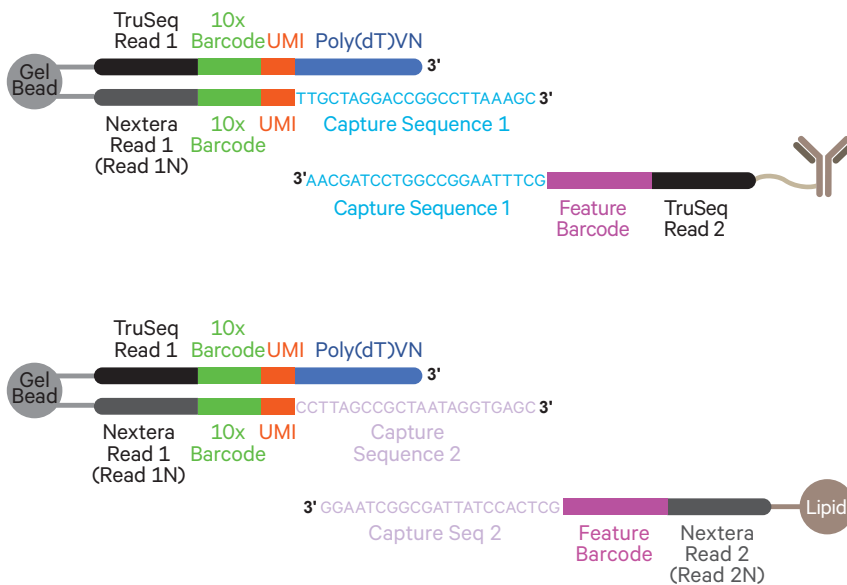 TruSeq
Read 1
10x
Barcode
UMI
Poly(dT)VN
Gel
Bead
3'
TTGCTAGGACCGGCCTTAAAGC 3'
Nextera
Read 1
(Read 1N)
10x
Barcode
UMI
Capture Sequence 1
3' AACGATCCTGGCCGGAATTTCG
Capture Sequence 1
Feature
Barcode
TruSeq
Read 2
TruSeq
Read 1
10x
Barcode
UMI
Poly(dT)VN
Gel
Bead
3'
CCTTAGCCGCTAATAGGTGAGC 3'
Nextera
Read 1
(Read 1N)
10x
Barcode
UMI
Capture
Sequence 2
3' GGAATCGGCGATTATCCACTCG
Capture Seq 2
Feature
Barcode
Nextera
Read 2
(Read 2N)
Lipid